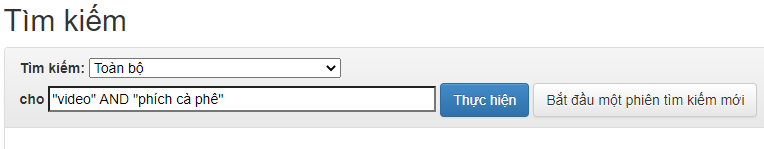 Tìm kiếm
Tìm kiếm: Toàn bộ
cho "video" AND "phích cà phê" Thực hiện Bắt đầu một phiên tìm kiếm mới